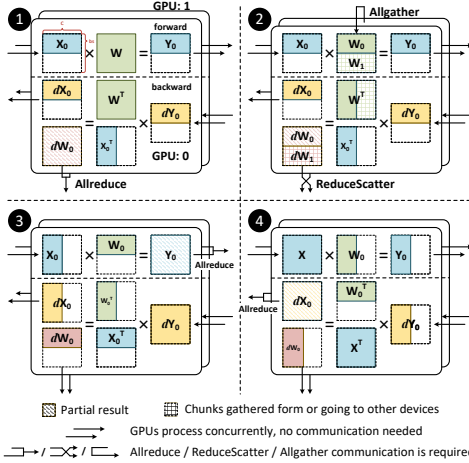 GPU: 1
1
forward
C
X₀ × W = Y₀
backward
dX₀ = Wᵀ × dY₀
dW₀ X₀ᵀ
GPU: 0
Allreduce
Allgather
2
X₀ × W₀ = Y₀
W₁
dX₀ = Wᵀ × dY₀
dW₀ X₀ᵀ
dW₁
ReduceScatter
3
X₀ × W₀ = Y₀
Allreduce
dX₀ = W₀ᵀ × dY₀
dW₀ X₀ᵀ
4
X × W₀ = Y₀
Allreduce
dX₀ = W₀ᵀ × dY₀
dW₀ Xᵀ
Partial result
Chunks gathered form or going to other devices
GPUs process concurrently, no communication needed
/ / Allreduce / ReduceScatter / Allgather communication is require